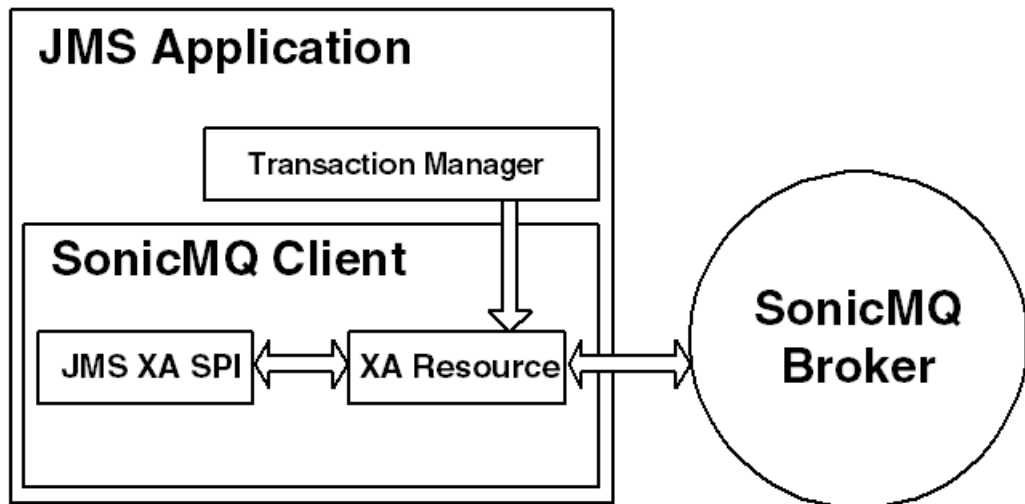 JMS Application
Transaction Manager
SonicMQ Client
JMS XA SPI
XA Resource
SonicMQ
Broker